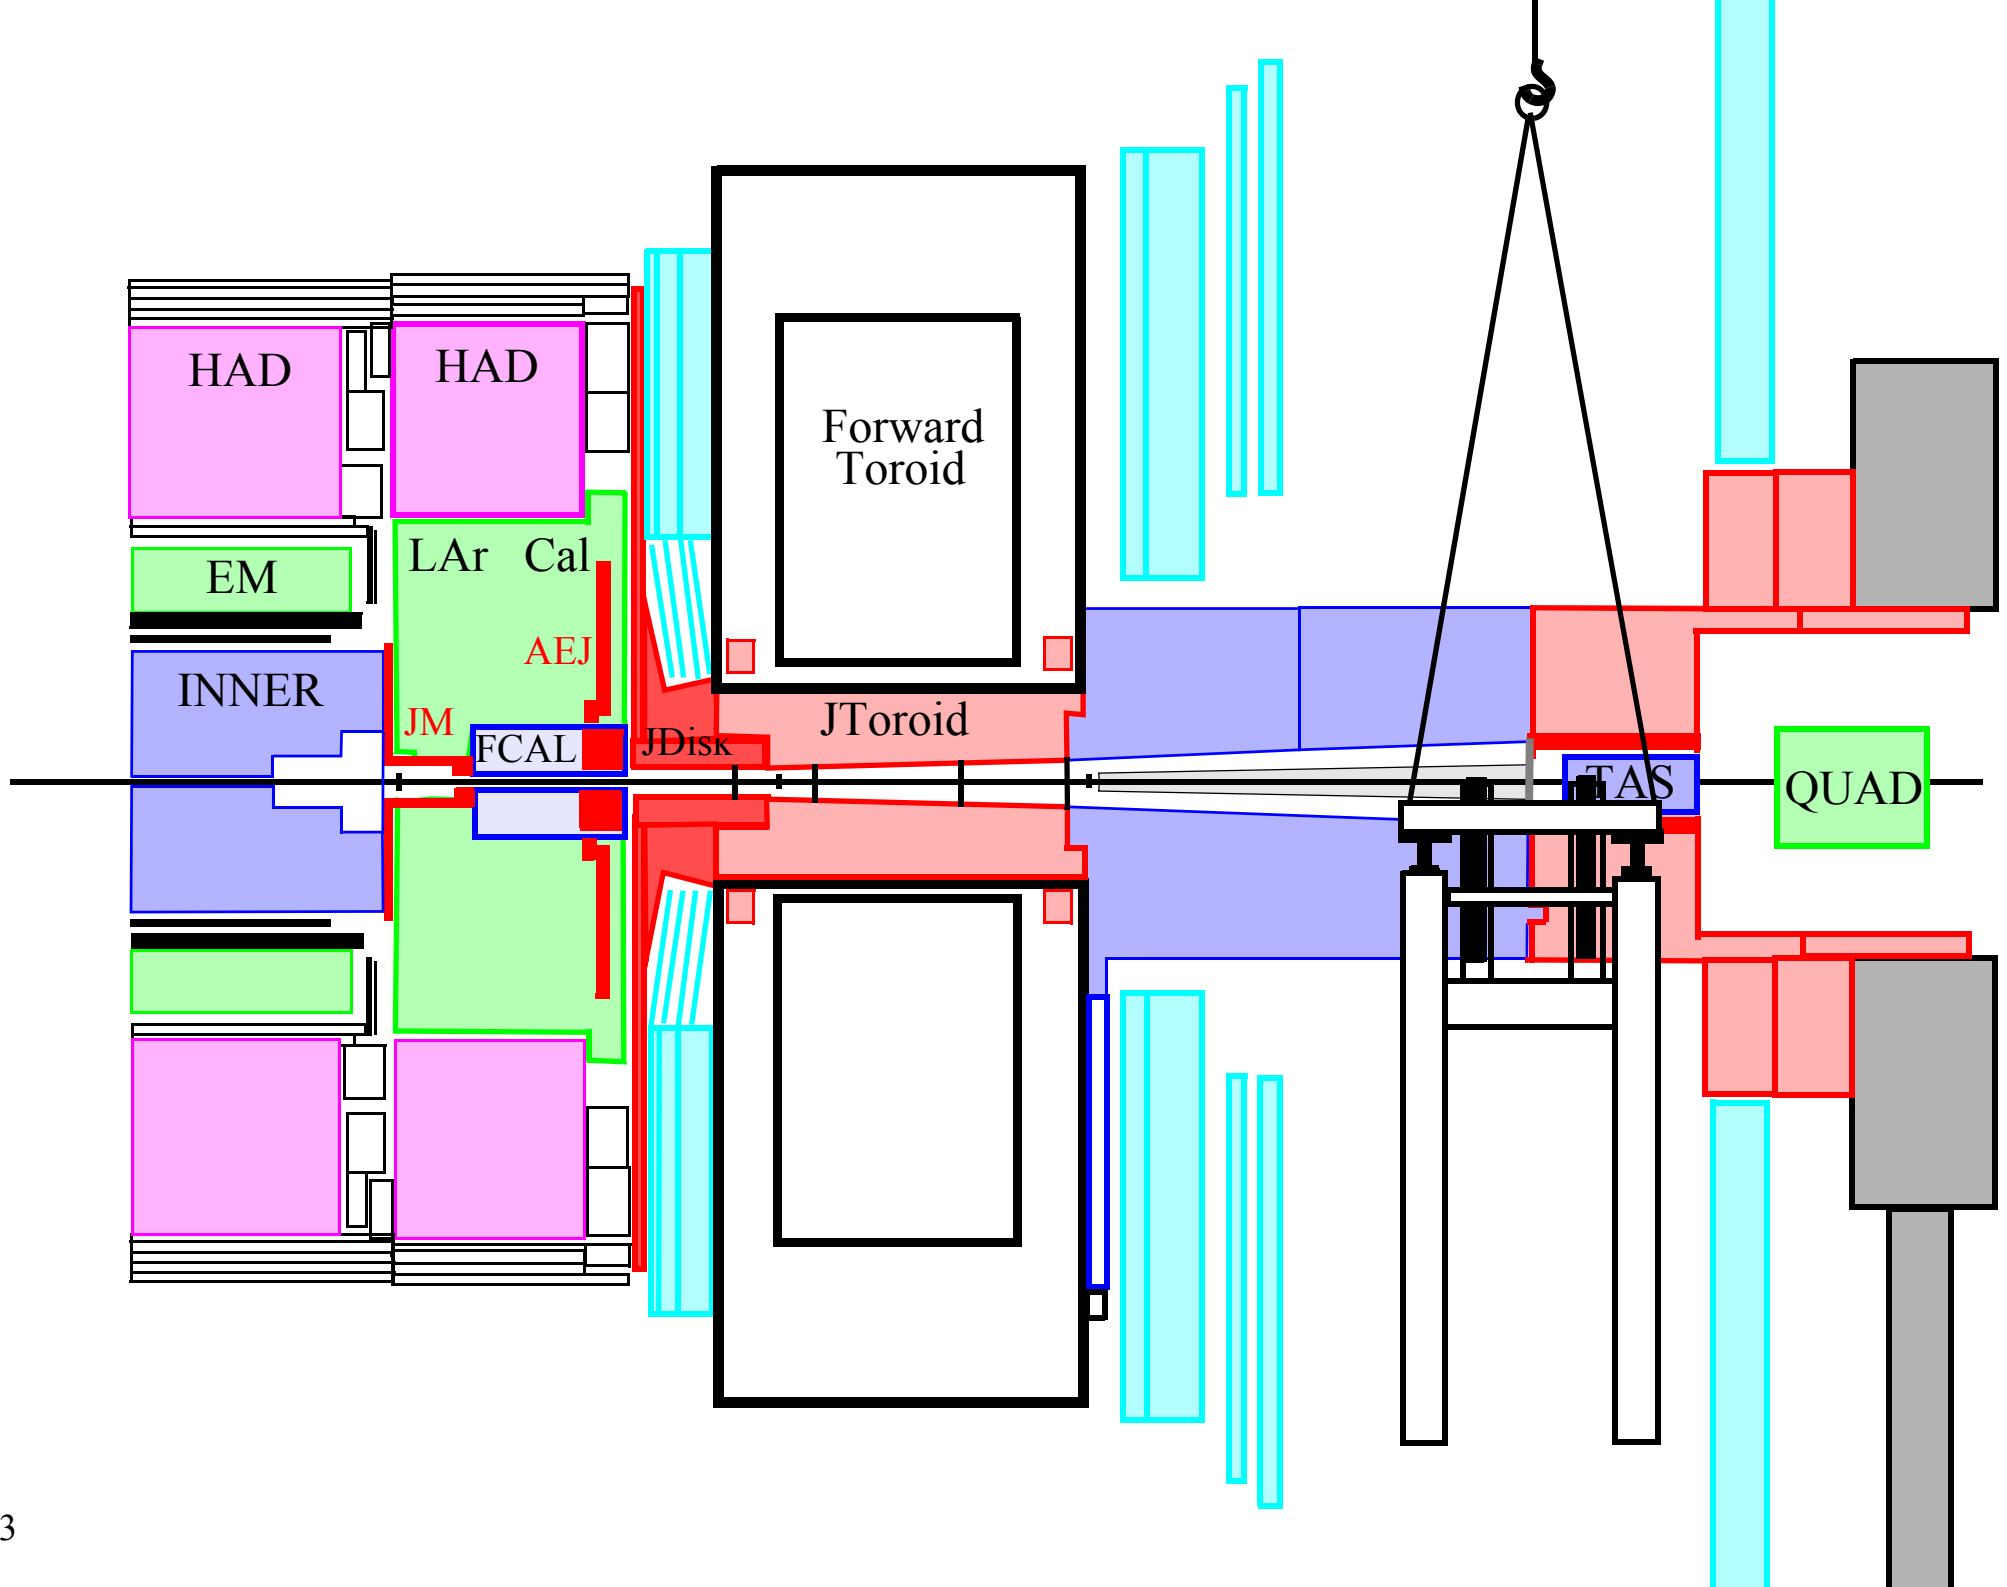 HAD
HAD
Forward
Toroid
LAr Cal
EM
AEJ
INNER
JM
JToroid
FCAL
JDisk
TAS
QUAD
3